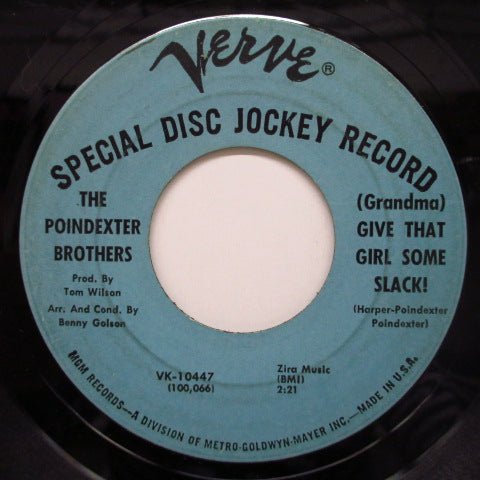 VERVE®
SPECIAL DISC JOCKEY RECORD
THE
POINDEXTER
BROTHERS
Prod. By
Tom Wilson
Arr. And Cond. By
Benny Golson
(Grandma)
GIVE THAT
GIRL SOME
SLACK!
(Harper-Poindexter
Poindexter)
VK-10447
(100,066)
Zira Music
(BMI)
2:21
MGM RECORDS—A DIVISION OF METRO-GOLDWYN-MAYER INC.—MADE IN U.S.A.